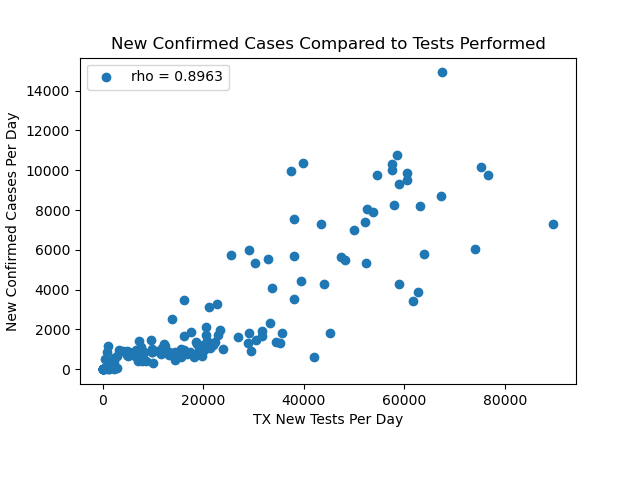 New Confirmed Cases Compared to Tests Performed
rho = 0.8963
New Confirmed Caeses Per Day
14000
12000
10000
8000
6000
4000
2000
0
0 20000 40000 60000 80000
TX New Tests Per Day